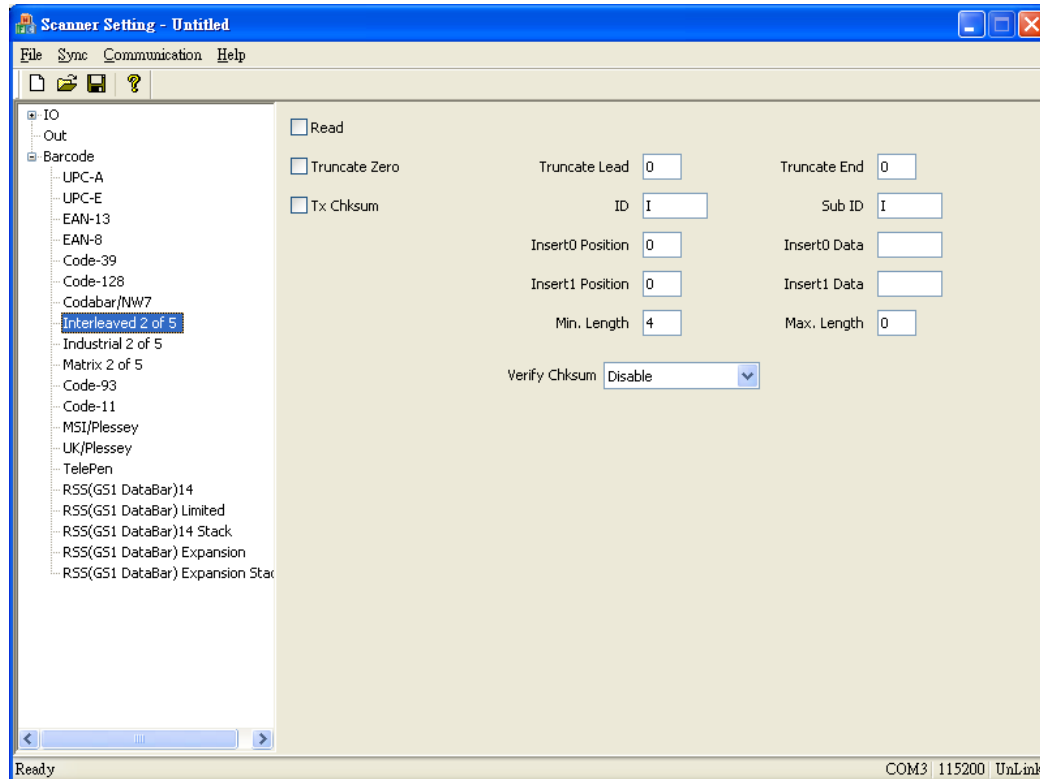 Scanner Setting - Untitled
File Sync Communication Help
IO
Out
Barcode
UPC-A
UPC-E
EAN-13
EAN-8
Code-39
Code-128
Codabar/NW7
Interleaved 2 of 5
Industrial 2 of 5
Matrix 2 of 5
Code-93
Code-11
MSI/Plessey
UK/Plessey
TelePen
RSS(GS1 DataBar)14
RSS(GS1 DataBar) Limited
RSS(GS1 DataBar)14 Stack
RSS(GS1 DataBar) Expansion
RSS(GS1 DataBar) Expansion Stac
Read
Truncate Zero Truncate Lead 0 Truncate End 0
Tx Chksum ID I Sub ID I
Insert0 Position 0 Insert0 Data
Insert1 Position 0 Insert1 Data
Min. Length 4 Max. Length 0
Verify Chksum Disable
Ready COM3 115200 UnLink